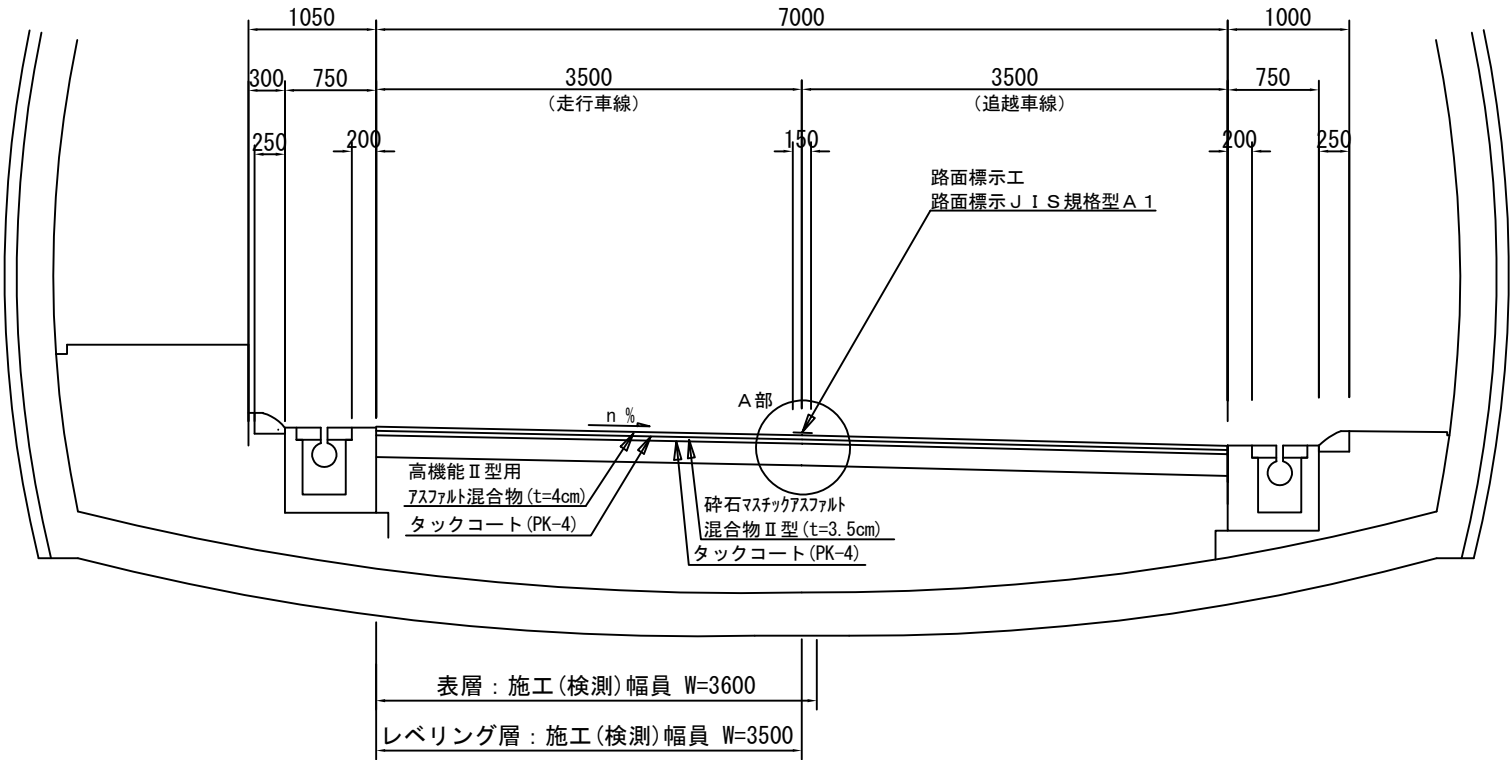 1050
7000
1000
300
750
3500
3500
750
(走行車線)
(追越車線)
250
200
150
200
250
路面標示工
路面標示ＪＩＳ規格型Ａ１
Ａ部
n %
高機能Ⅱ型用
ｱｽﾌｧﾙﾄ混合物(t=4cm)
タックコート(PK-4)
砕石ﾏｽﾁｯｸｱｽﾌｧﾙﾄ
混合物Ⅱ型(t=3.5cm)
タックコート(PK-4)
表層：施工(検測)幅員 W=3600
レベリング層：施工(検測)幅員 W=3500